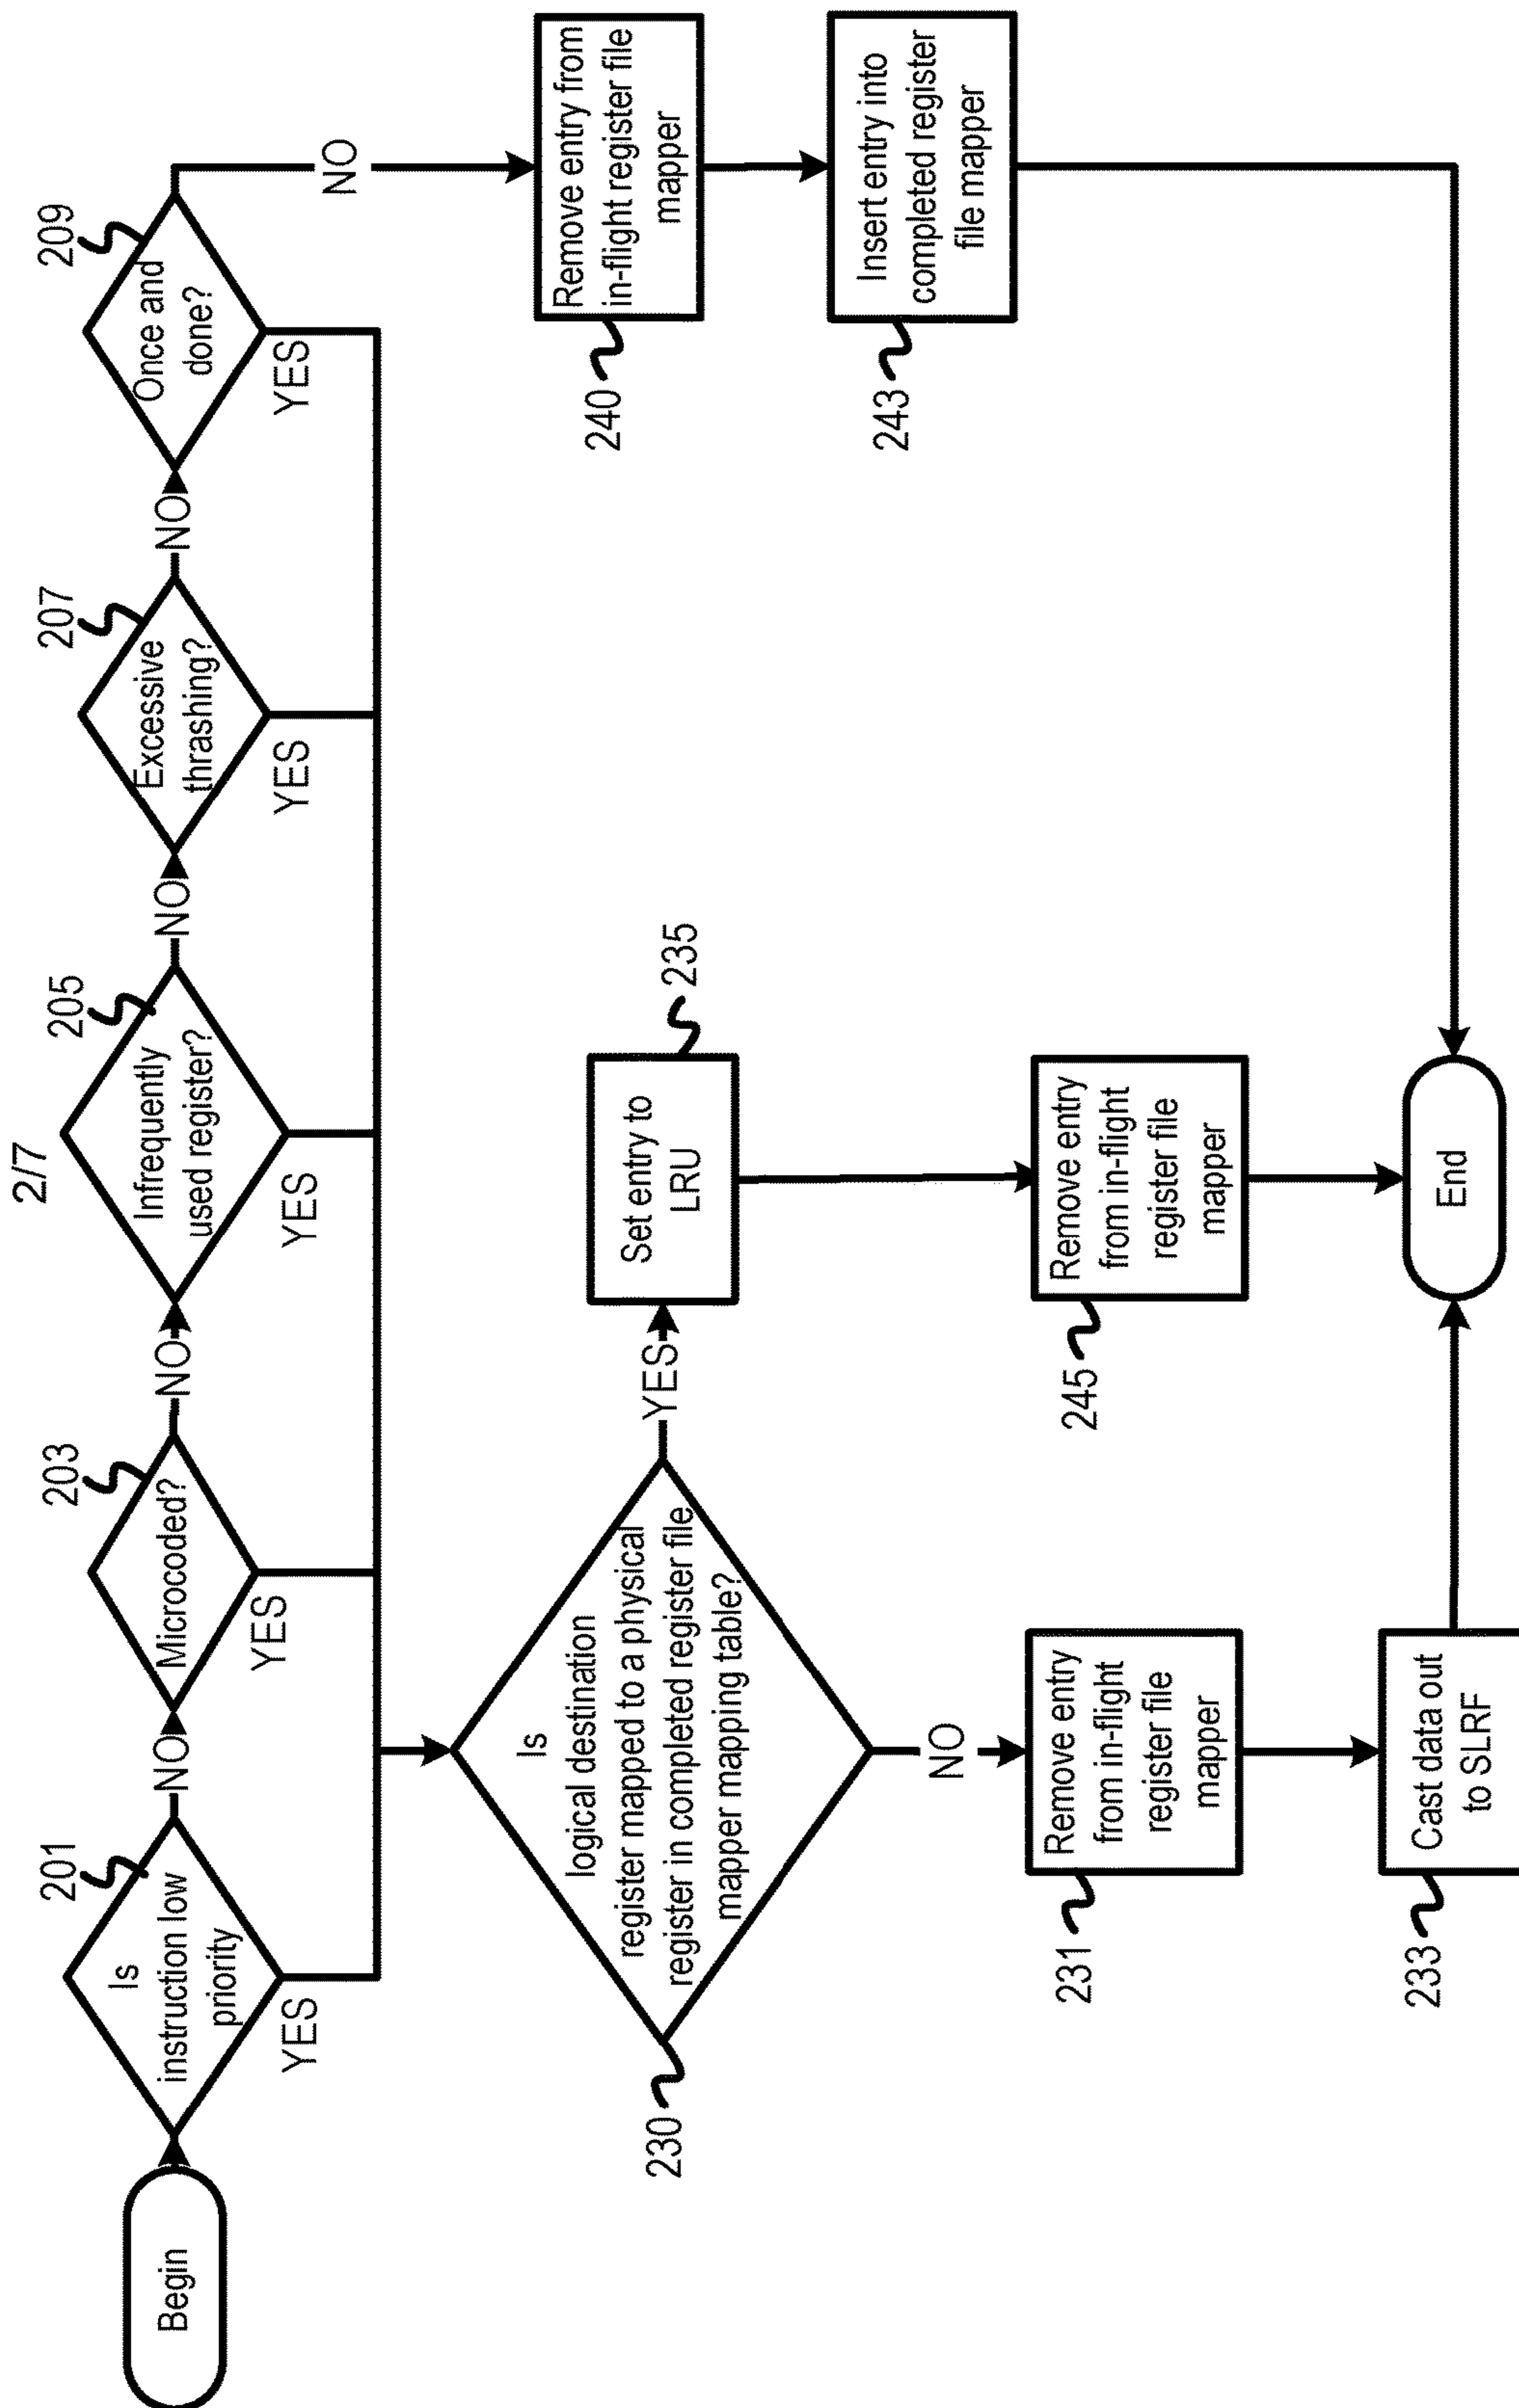 2/7
Begin
201
Is
instruction low
priority
YES
NO
203
Microcoded?
YES
NO
205
Infrequently
used register?
YES
NO
207
Excessive
thrashing?
YES
NO
209
Once and
done?
YES
NO
230
Is
logical destination
register mapped to a physical
register in completed register file
mapper mapping table?
YES
235
Set entry to
LRU
240
Remove entry from
in-flight register file
mapper
243
Insert entry into
completed register
file mapper
NO
231
Remove entry
from in-flight
register file
mapper
245
Remove entry
from in-flight
register file
mapper
233
Cast data out
to SLRF
End